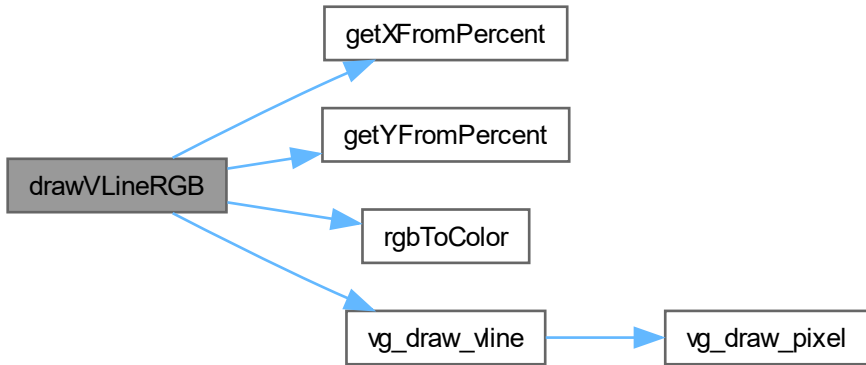 getXFromPercent
getYFromPercent
drawVLineRGB
rgbToColor
vg_draw_vline
vg_draw_pixel